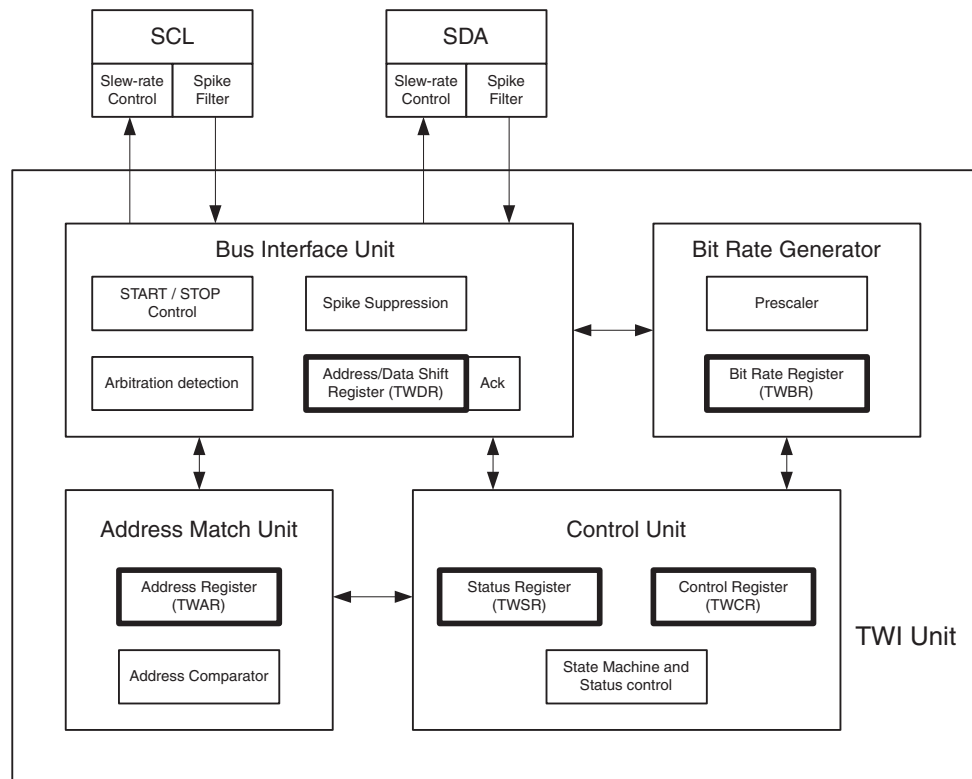 SCL
SDA
Slew-rate
Control
Spike
Filter
Slew-rate
Control
Spike
Filter
Bus Interface Unit
START / STOP
Control
Spike Suppression
Arbitration detection
Address/Data Shift
Register (TWDR)
Ack
Bit Rate Generator
Prescaler
Bit Rate Register
(TWBR)
Address Match Unit
Address Register
(TWAR)
Address Comparator
Control Unit
Status Register
(TWSR)
Control Register
(TWCR)
State Machine and
Status control
TWI Unit